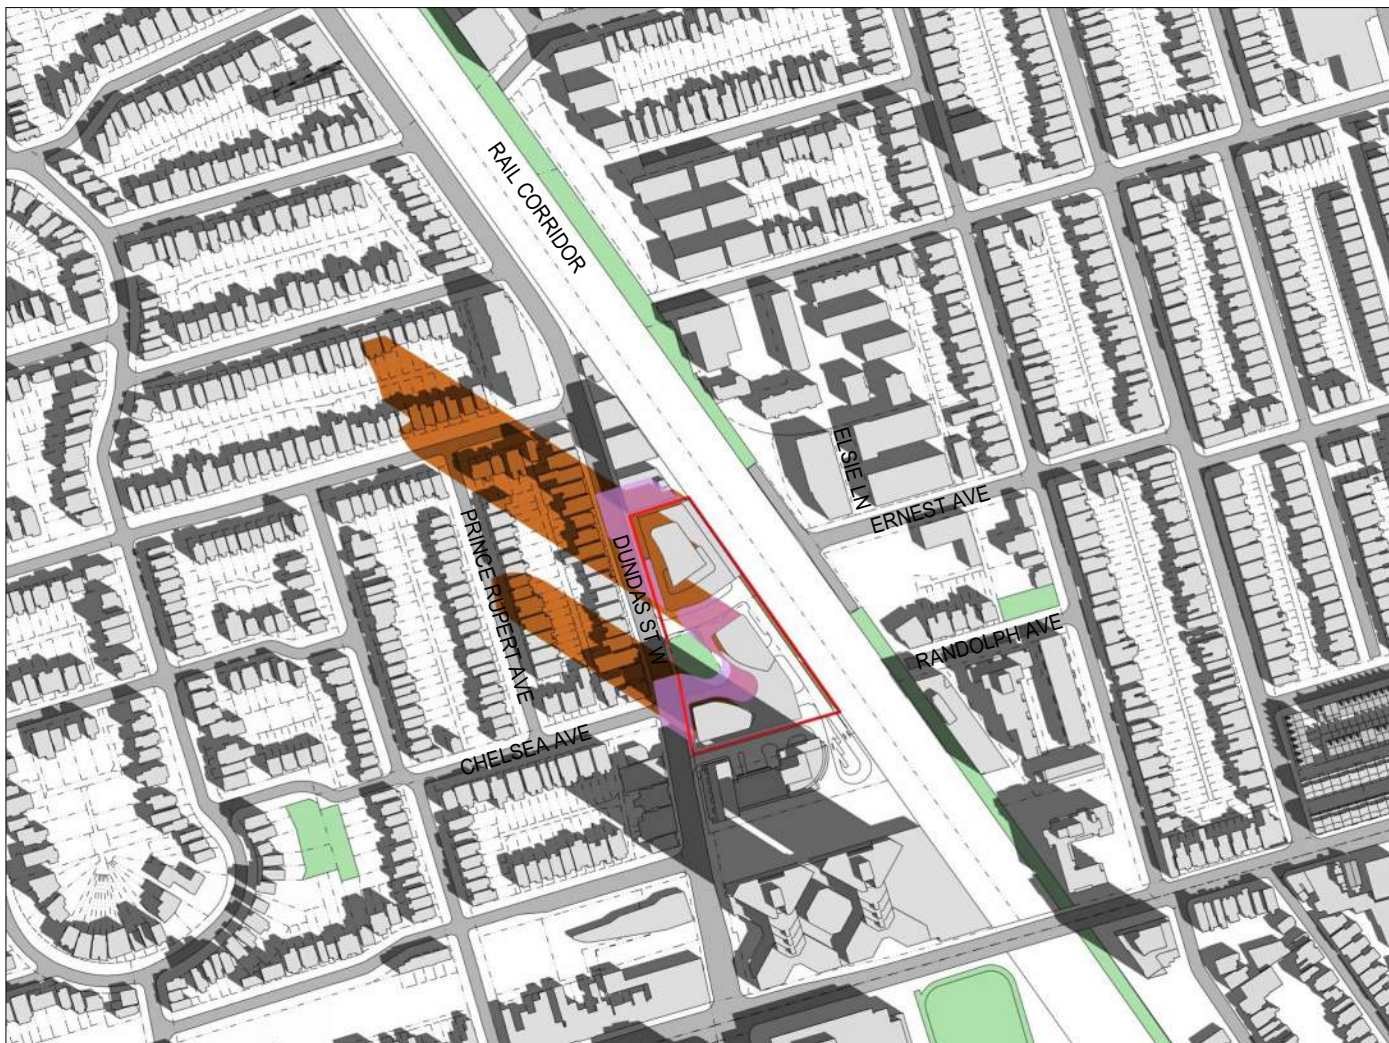 RAIL CORRIDOR
ELSIE LN
ERNEST AVE
PRINCE RUPERT AVE
DUNDAS ST W
RANDOLPH AVE
CHELSEA AVE